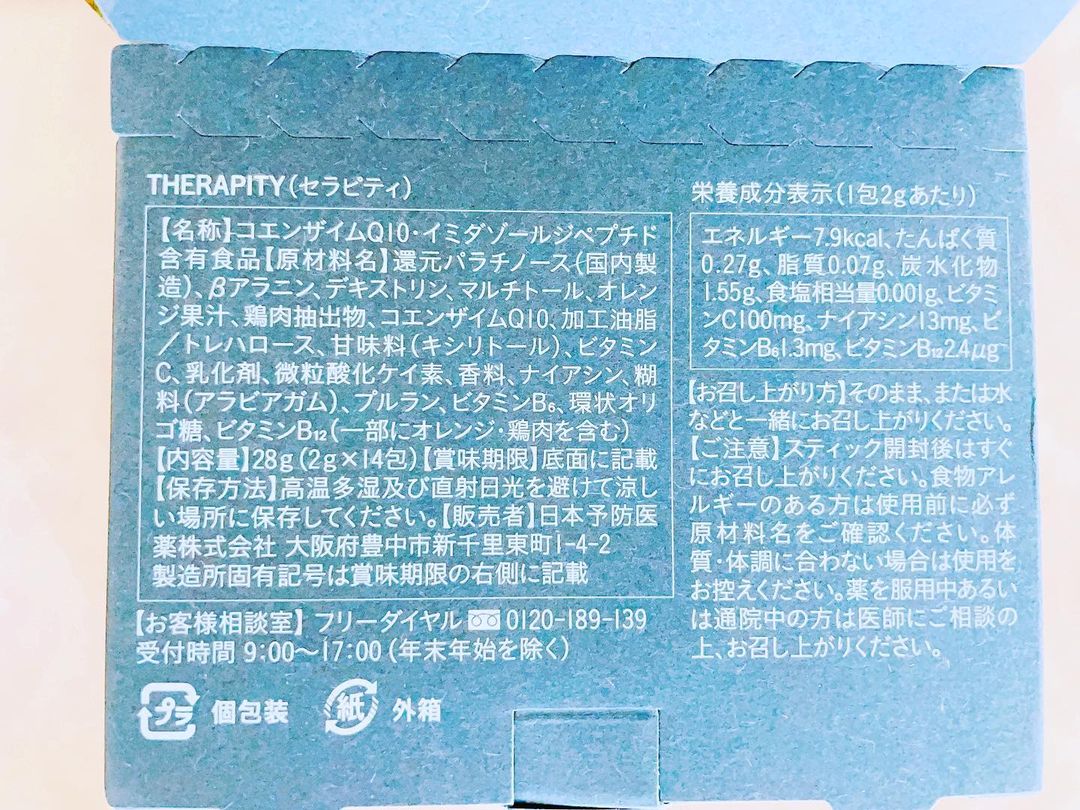 THERAPITY(セラピティ)
【名称】コエンザイムQ10・イミダゾールジペプチド
含有食品【原材料名】還元パラチノース(国内製
造)、βアラニン、デキストリン、マルチトール、オレン
ジ果汁、鶏肉抽出物、コエンザイムQ10、加工油脂
/トレハロース、甘味料(キシリトール)、ビタミン
C、乳化剤、微粒酸化ケイ素、香料、ナイアシン、糊
料(アラビアガム)、プルラン、ビタミンB₆、環状オリ
ゴ糖、ビタミンB₁₂(一部にオレンジ・鶏肉を含む)
【内容量】28g(2g×14包)【賞味期限】底面に記載
【保存方法】高温多湿及び直射日光を避けて涼し
い場所に保存してください。【販売者】日本予防医
薬株式会社 大阪府豊中市新千里東町1-4-2
製造所固有記号は賞味期限の右側に記載
【お客様相談室】 フリーダイヤル 0120-189-139
受付時間 9:00〜17:00(年末年始を除く)
プラ 個包装 紙 外箱
栄養成分表示(1包2gあたり)
エネルギー7.9kcal、たんぱく質
0.27g、脂質0.07g、炭水化物
1.55g、食塩相当量0.001g、ビタミ
ンC100mg、ナイアシン13mg、ビ
タミンB₆1.3mg、ビタミンB₁₂2.4μg
【お召し上がり方】そのまま、または水
などと一緒にお召し上がりください。
【ご注意】スティック開封後はすぐ
にお召し上がりください。食物アレ
ルギーのある方は使用前に必ず
原材料名をご確認ください。体
質・体調に合わない場合は使用を
お控えください。薬を服用中あるい
は通院中の方は医師にご相談の
上、お召し上がりください。